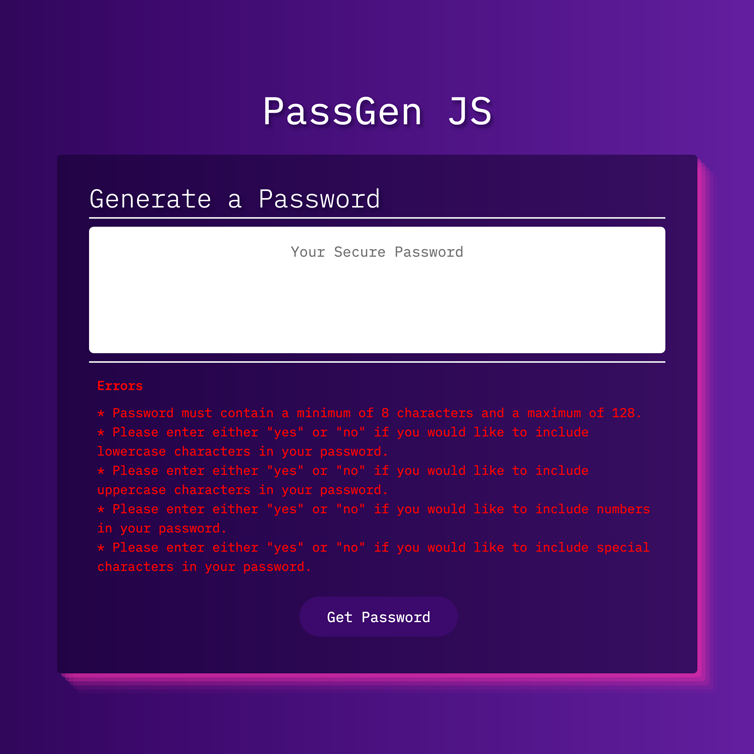 PassGen JS
Generate a Password
Your Secure Password
Errors
* Password must contain a minimum of 8 characters and a maximum of 128.
* Please enter either "yes" or "no" if you would like to include
lowercase characters in your password.
* Please enter either "yes" or "no" if you would like to include
uppercase characters in your password.
* Please enter either "yes" or "no" if you would like to include numbers
in your password.
* Please enter either "yes" or "no" if you would like to include special
characters in your password.
Get Password